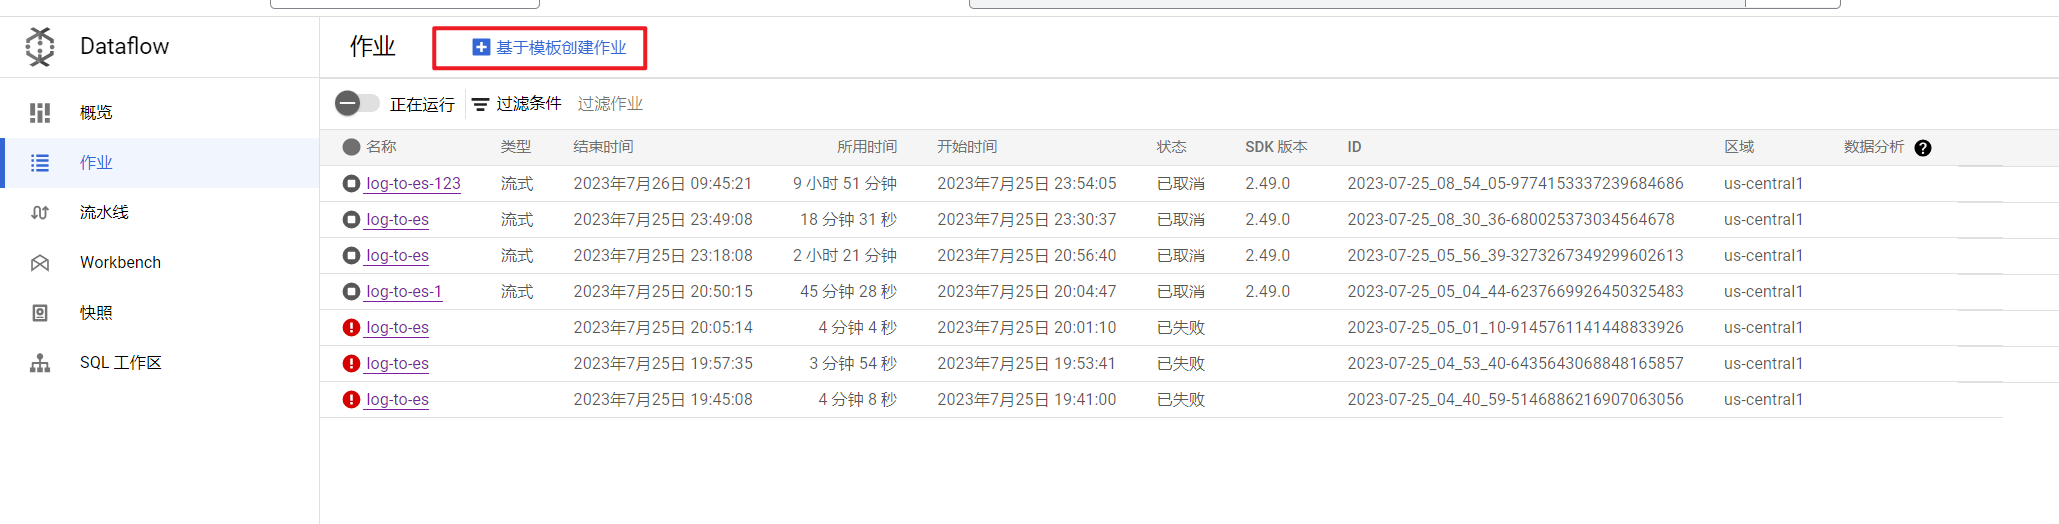 Dataflow
作业
基于模板创建作业
概览
作业
流水线
Workbench
快照
SQL 工作区
正在运行 过滤条件 过滤作业
名称 类型 结束时间 所用时间 开始时间 状态 SDK 版本 ID 区域 数据分析
log-to-es-123 流式 2023年7月26日 09:45:21 9 小时 51 分钟 2023年7月25日 23:54:05 已取消 2.49.0 2023-07-25_08_54_05-9774153337239684686 us-central1
log-to-es 流式 2023年7月25日 23:49:08 18 分钟 31 秒 2023年7月25日 23:30:37 已取消 2.49.0 2023-07-25_08_30_36-680025373034564678 us-central1
log-to-es 流式 2023年7月25日 23:18:08 2 小时 21 分钟 2023年7月25日 20:56:40 已取消 2.49.0 2023-07-25_05_56_39-3273267349299602613 us-central1
log-to-es-1 流式 2023年7月25日 20:50:15 45 分钟 28 秒 2023年7月25日 20:04:47 已取消 2.49.0 2023-07-25_05_04_44-6237669926450325483 us-central1
log-to-es 2023年7月25日 20:05:14 4 分钟 4 秒 2023年7月25日 20:01:10 已失败 2023-07-25_05_01_10-9145761141448833926 us-central1
log-to-es 2023年7月25日 19:57:35 3 分钟 54 秒 2023年7月25日 19:53:41 已失败 2023-07-25_04_53_40-6435643068848165857 us-central1
log-to-es 2023年7月25日 19:45:08 4 分钟 8 秒 2023年7月25日 19:41:00 已失败 2023-07-25_04_40_59-5146886216907063056 us-central1